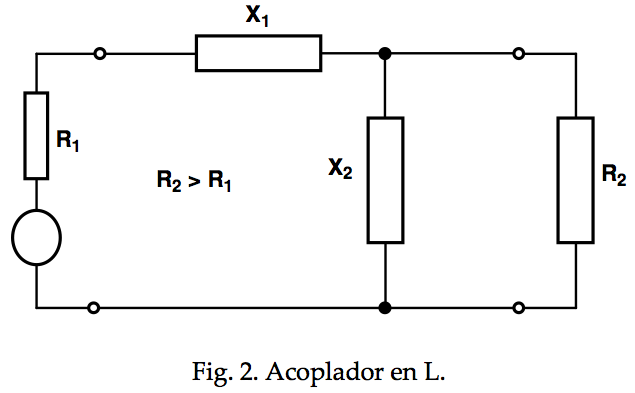 X₁
R₁
R₂ > R₁
X₂
R₂
Fig. 2. Acoplador en L.